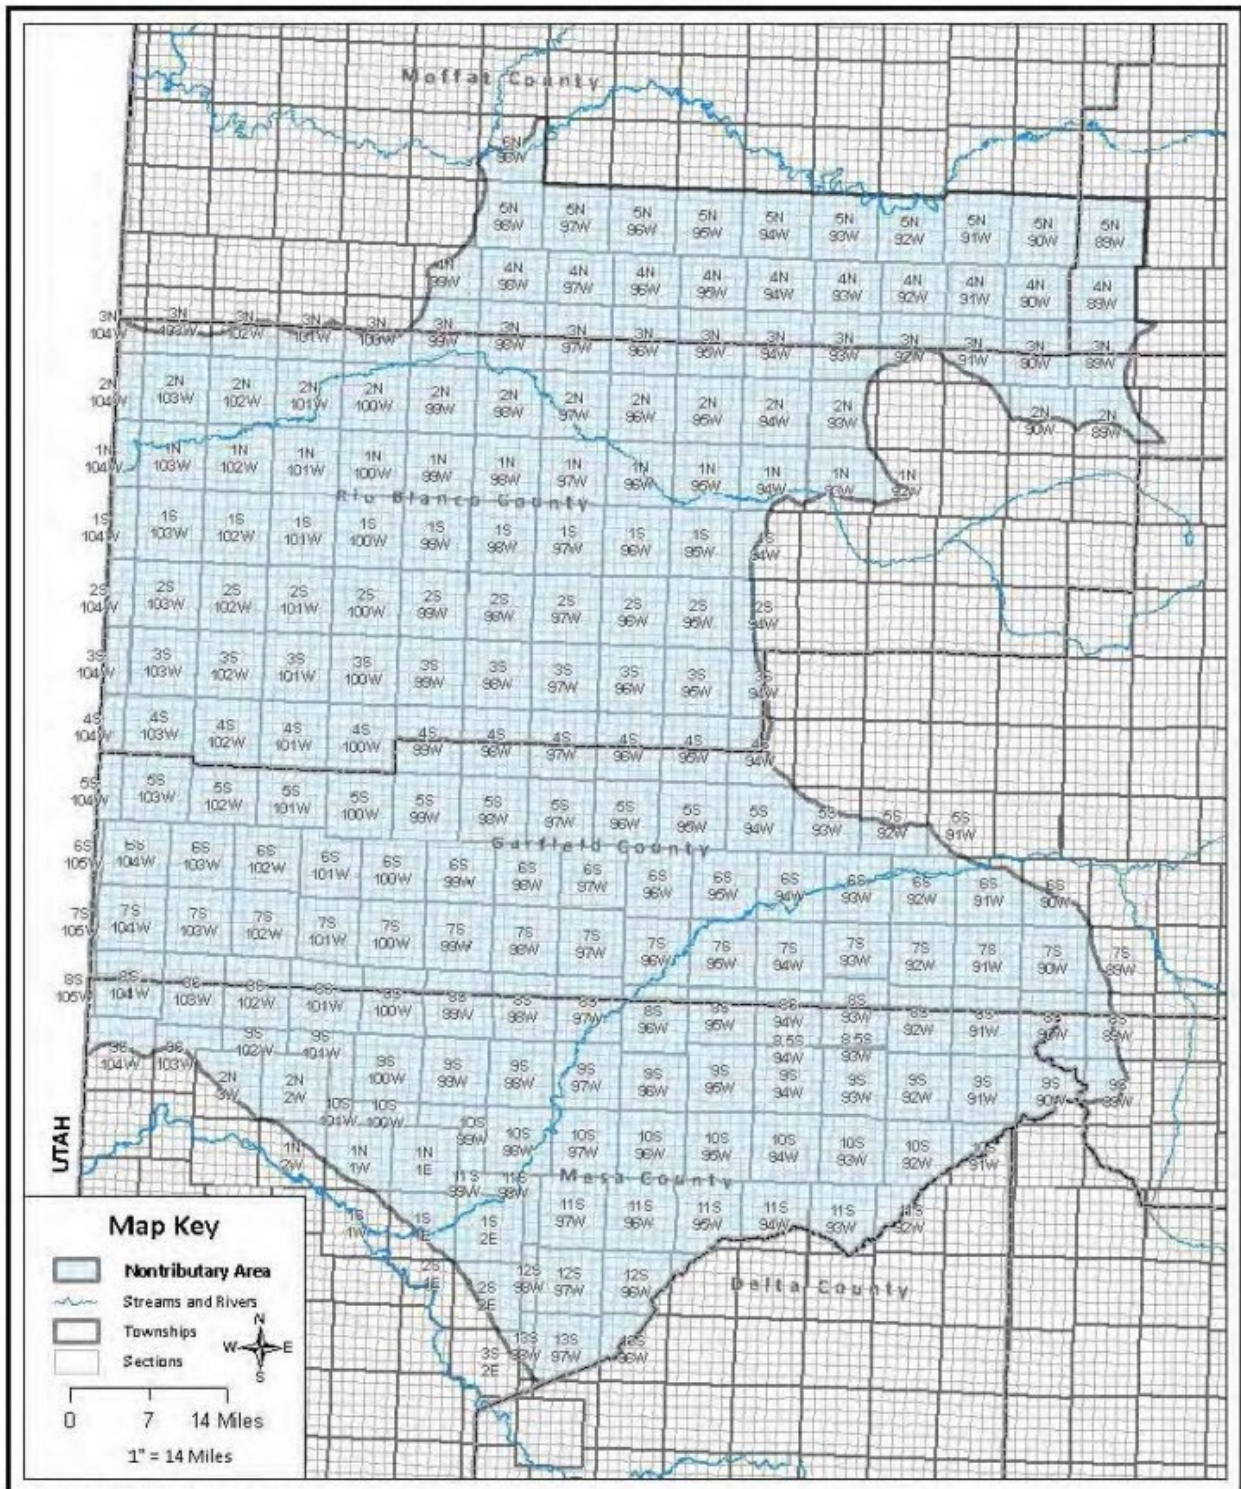 Moffat County
6N
98W
5N 5N 5N 5N 5N 5N 5N 5N 5N 5N
98W 97W 96W 95W 94W 93W 92W 91W 90W 89W
4N 4N 4N 4N 4N 4N 4N 4N 4N 4N 4N
99W 98W 97W 96W 95W 94W 93W 92W 91W 90W 89W
3N 3N 3N 3N 3N 3N 3N 3N 3N 3N 3N 3N 3N 3N 3N 3N
104W 103W 102W 101W 100W 99W 98W 97W 96W 95W 94W 93W 92W 91W 90W 89W
2N 2N 2N 2N 2N 2N 2N 2N 2N 2N 2N 2N 2N 2N
104W 103W 102W 101W 100W 99W 98W 97W 96W 95W 94W 93W 90W 89W
1N 1N 1N 1N 1N 1N 1N 1N 1N 1N 1N 1N 1N
104W 103W 102W 101W 100W 99W 98W 97W 96W 95W 94W 93W 92W
Rio Blanco County
1S 1S 1S 1S 1S 1S 1S 1S 1S 1S 1S
104W 103W 102W 101W 100W 99W 98W 97W 96W 95W 94W
2S 2S 2S 2S 2S 2S 2S 2S 2S 2S 2S
104W 103W 102W 101W 100W 99W 98W 97W 96W 95W 94W
3S 3S 3S 3S 3S 3S 3S 3S 3S 3S 3S
104W 103W 102W 101W 100W 99W 98W 97W 96W 95W 94W
4S 4S 4S 4S 4S 4S 4S 4S 4S 4S
104W 103W 102W 101W 100W 99W 98W 97W 96W 95W 94W
5S 5S 5S 5S 5S 5S 5S 5S 5S 5S 5S 5S 5S 5S
104W 103W 102W 101W 100W 99W 98W 97W 96W 95W 94W 93W 92W 91W
Garfield County
6S 6S 6S 6S 6S 6S 6S 6S 6S 6S 6S 6S 6S 6S 6S 6S
105W 104W 103W 102W 101W 100W 99W 98W 97W 96W 95W 94W 93W 92W 91W 90W
7S 7S 7S 7S 7S 7S 7S 7S 7S 7S 7S 7S 7S 7S 7S 7S 7S
105W 104W 103W 102W 101W 100W 99W 98W 97W 96W 95W 94W 93W 92W 91W 90W 89W
8S 8S 8S 8S 8S 8S 8S 8S 8S 8S 8S 8S 8S 8S 8S 8S 8S
105W 104W 103W 102W 101W 100W 99W 98W 97W 96W 95W 94W 93W 92W 91W 90W 89W
8.5S 8.5S
94W 93W
9S 9S 9S 9S 9S 9S 9S 9S 9S 9S 9S 9S 9S 9S 9S 9S
104W 103W 102W 101W 100W 99W 98W 97W 96W 95W 94W 93W 92W 91W 90W 89W
2N 2N
3W 2W
10S 10S 10S 10S 10S 10S 10S 10S 10S 10S 10S
101W 100W 99W 98W 97W 96W 95W 94W 93W 92W 91W
1N 1N 1N
2W 1W 1E
Mesa County
11S 11S 11S 11S 11S 11S 11S 11S
99W 98W 97W 96W 95W 94W 93W 92W
1S 1S 1S
1W 1E 2E
2S 2S
1E 2E
12S 12S 12S
98W 97W 96W
Delta County
13S 13S
98W 97W 96W
3S
2E
UTAH
Map Key
Nontributary Area
Streams and Rivers
Townships
Sections
N
W E
S
0 7 14 Miles
1" = 14 Miles